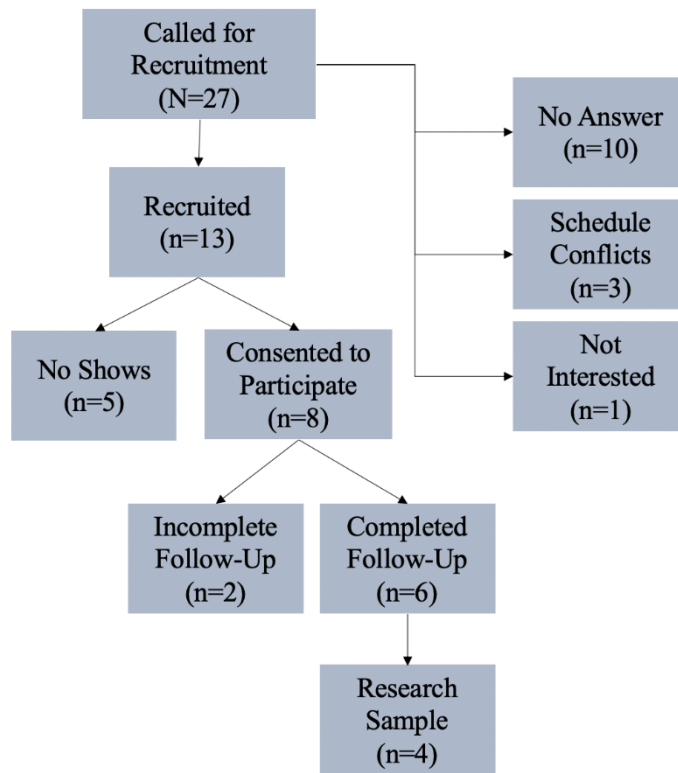 Called for
Recruitment
(N=27)
No Answer
(n=10)
Recruited
(n=13)
Schedule
Conflicts
(n=3)
Not
Interested
(n=1)
No Shows
(n=5)
Consented to
Participate
(n=8)
Incomplete
Follow-Up
(n=2)
Completed
Follow-Up
(n=6)
Research
Sample
(n=4)